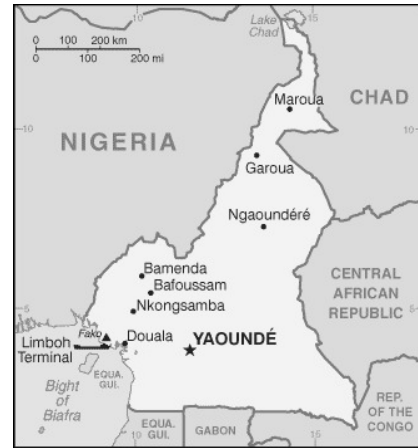 Lake
Chad
15
0 100 200 km
0 100 200 mi
Maroua
CHAD
10
10
NIGERIA
Garoua
Ngaoundéré
Bamenda
CENTRAL
AFRICAN
REPUBLIC
Bafoussam
5
5
Nkongsamba
Fako
Limboh
Terminal
Douala
YAOUNDÉ
EQUA.
GUI.
Bight
of
Biafra
10
15
EQUA.
GUI.
GABON
REP.
OF THE
CONGO